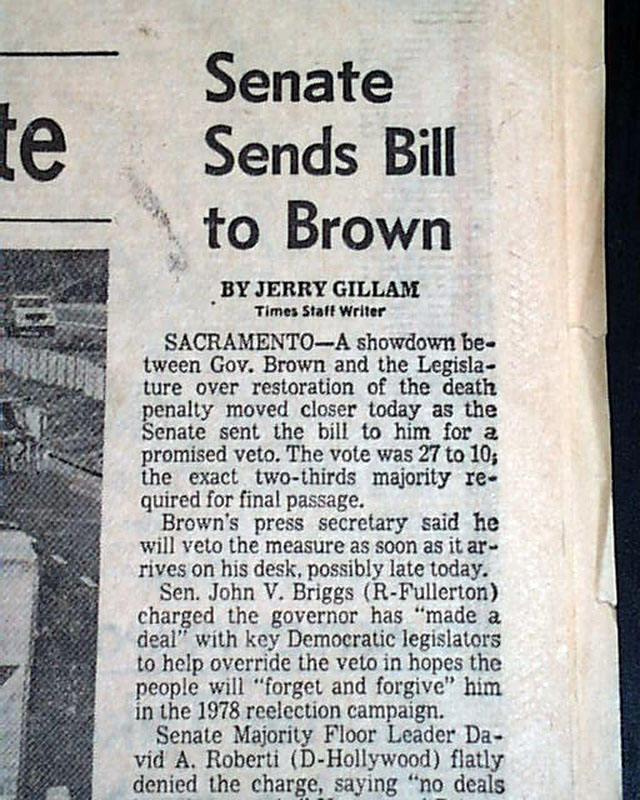 te
Senate
Sends Bill
to Brown
BY JERRY GILLAM
Times Staff Writer
SACRAMENTO—A showdown be-
tween Gov. Brown and the Legisla-
ture over restoration of the death
penalty moved closer today as the
Senate sent the bill to him for a
promised veto. The vote was 27 to 10;
the exact two-thirds majority re-
quired for final passage.
Brown's press secretary said he
will veto the measure as soon as it ar-
rives on his desk, possibly late today.
Sen. John V. Briggs (R-Fullerton)
charged the governor has "made a
deal" with key Democratic legislators
to help override the veto in hopes the
people will "forget and forgive" him
in the 1978 reelection campaign.
Senate Majority Floor Leader Da-
vid A. Roberti (D-Hollywood) flatly
denied the charge, saying "no deals